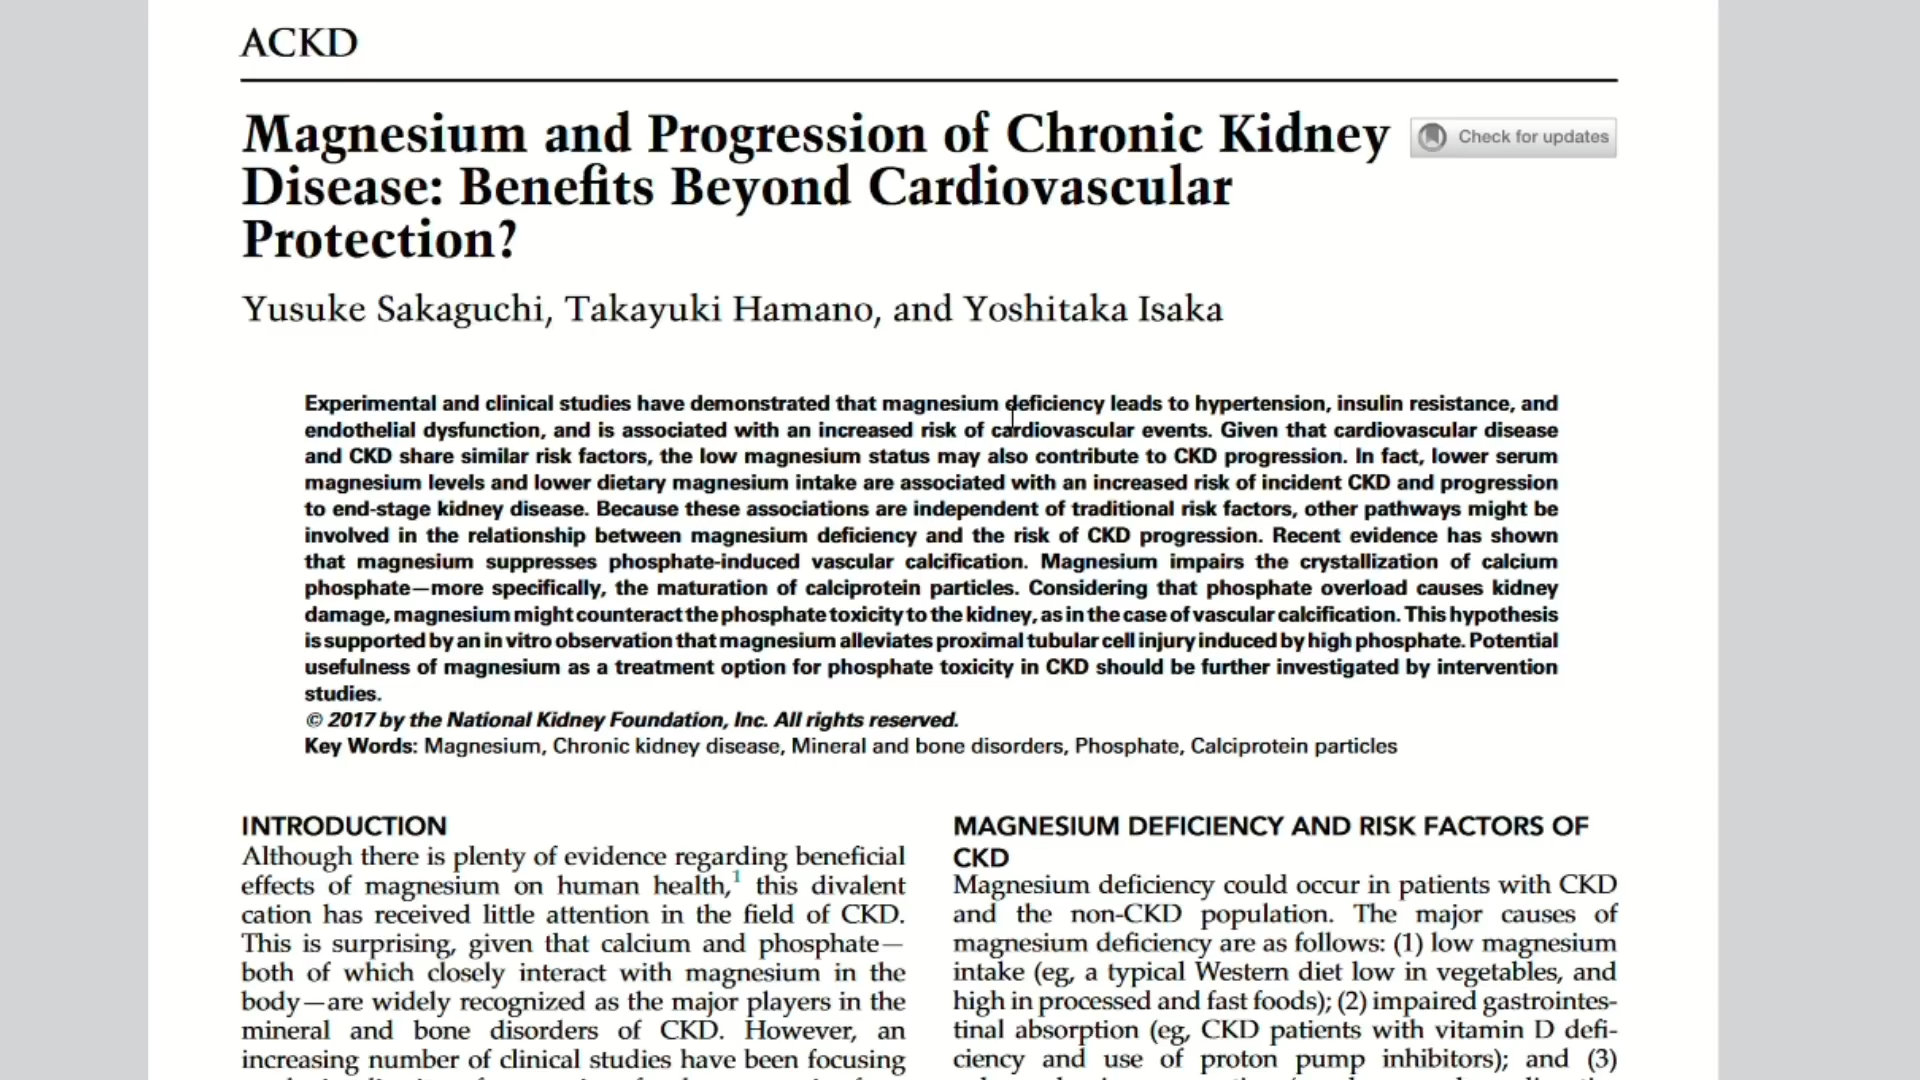 ACKD
Magnesium and Progression of Chronic Kidney
Disease: Benefits Beyond Cardiovascular
Protection?
Check for updates
Yusuke Sakaguchi, Takayuki Hamano, and Yoshitaka Isaka
Experimental and clinical studies have demonstrated that magnesium deficiency leads to hypertension, insulin resistance, and
endothelial dysfunction, and is associated with an increased risk of cardiovascular events. Given that cardiovascular disease
and CKD share similar risk factors, the low magnesium status may also contribute to CKD progression. In fact, lower serum
magnesium levels and lower dietary magnesium intake are associated with an increased risk of incident CKD and progression
to end-stage kidney disease. Because these associations are independent of traditional risk factors, other pathways might be
involved in the relationship between magnesium deficiency and the risk of CKD progression. Recent evidence has shown
that magnesium suppresses phosphate-induced vascular calcification. Magnesium impairs the crystallization of calcium
phosphate—more specifically, the maturation of calciprotein particles. Considering that phosphate overload causes kidney
damage, magnesium might counteract the phosphate toxicity to the kidney, as in the case of vascular calcification. This hypothesis
is supported by an in vitro observation that magnesium alleviates proximal tubular cell injury induced by high phosphate. Potential
usefulness of magnesium as a treatment option for phosphate toxicity in CKD should be further investigated by intervention
studies.
© 2017 by the National Kidney Foundation, Inc. All rights reserved.
Key Words: Magnesium, Chronic kidney disease, Mineral and bone disorders, Phosphate, Calciprotein particles
INTRODUCTION
Although there is plenty of evidence regarding beneficial
effects of magnesium on human health,1 this divalent
cation has received little attention in the field of CKD.
This is surprising, given that calcium and phosphate—
both of which closely interact with magnesium in the
body—are widely recognized as the major players in the
mineral and bone disorders of CKD. However, an
increasing number of clinical studies have been focusing
MAGNESIUM DEFICIENCY AND RISK FACTORS OF
CKD
Magnesium deficiency could occur in patients with CKD
and the non-CKD population. The major causes of
magnesium deficiency are as follows: (1) low magnesium
intake (eg, a typical Western diet low in vegetables, and
high in processed and fast foods); (2) impaired gastrointes-
tinal absorption (eg, CKD patients with vitamin D defi-
ciency and use of proton pump inhibitors); and (3)